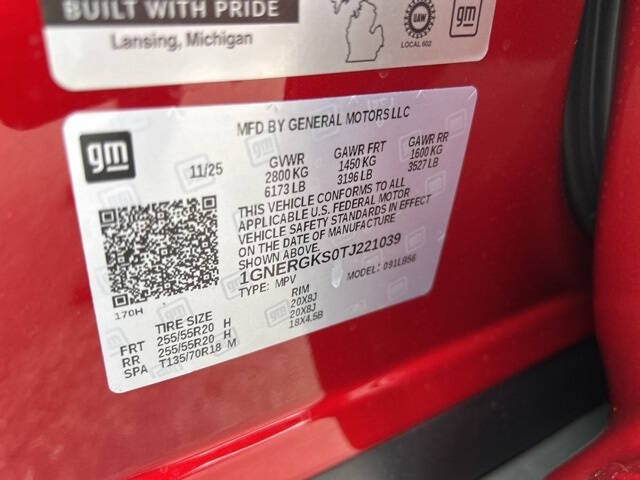 BUILT WITH PRIDE
Lansing, Michigan
UAW
LOCAL 602
gm
gm
MFD BY GENERAL MOTORS LLC
11/25
GVWR
2800 KG
6173 LB
GAWR FRT
1450 KG
3196 LB
GAWR RR
1600 KG
3527 LB
THIS VEHICLE CONFORMS TO ALL
APPLICABLE U.S. FEDERAL MOTOR
VEHICLE SAFETY STANDARDS IN EFFECT
ON THE DATE OF MANUFACTURE
SHOWN ABOVE.
1GNERGKS0TJ221039
TYPE: MPV
MODEL: 091LB56
170H
TIRE SIZE RIM
FRT 255/55R20 H 20X8J
RR 255/55R20 H 20X8J
SPA T135/70R18 M 18X4.5B